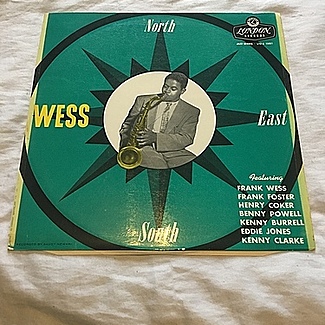 North
LONDON
RECORDS
WESS
East
Featuring
FRANK WESS
FRANK FOSTER
HENRY COKER
BENNY POWELL
KENNY BURRELL
EDDIE JONES
KENNY CLARKE
South